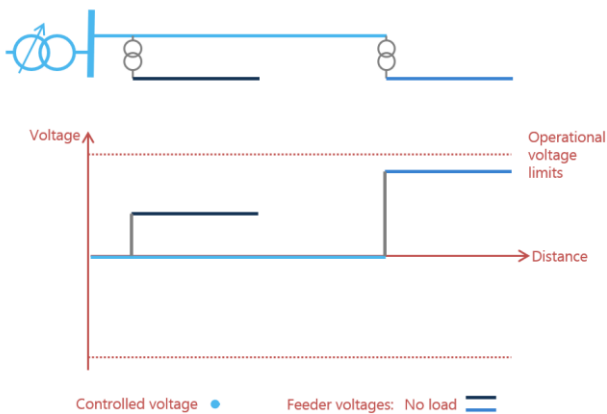 Voltage
Operational
voltage
limits
Distance
Controlled voltage
Feeder voltages: No load